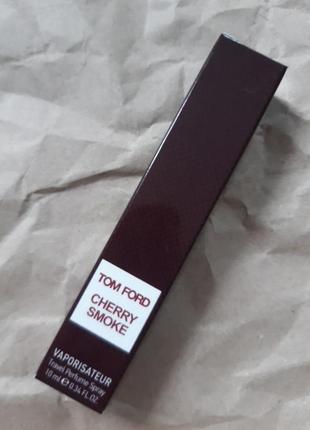 TOM FORD
CHERRY
SMOKE
VAPORISATEUR
Travel Perfume Spray
10 ml ℮ 0.34 FL.OZ.